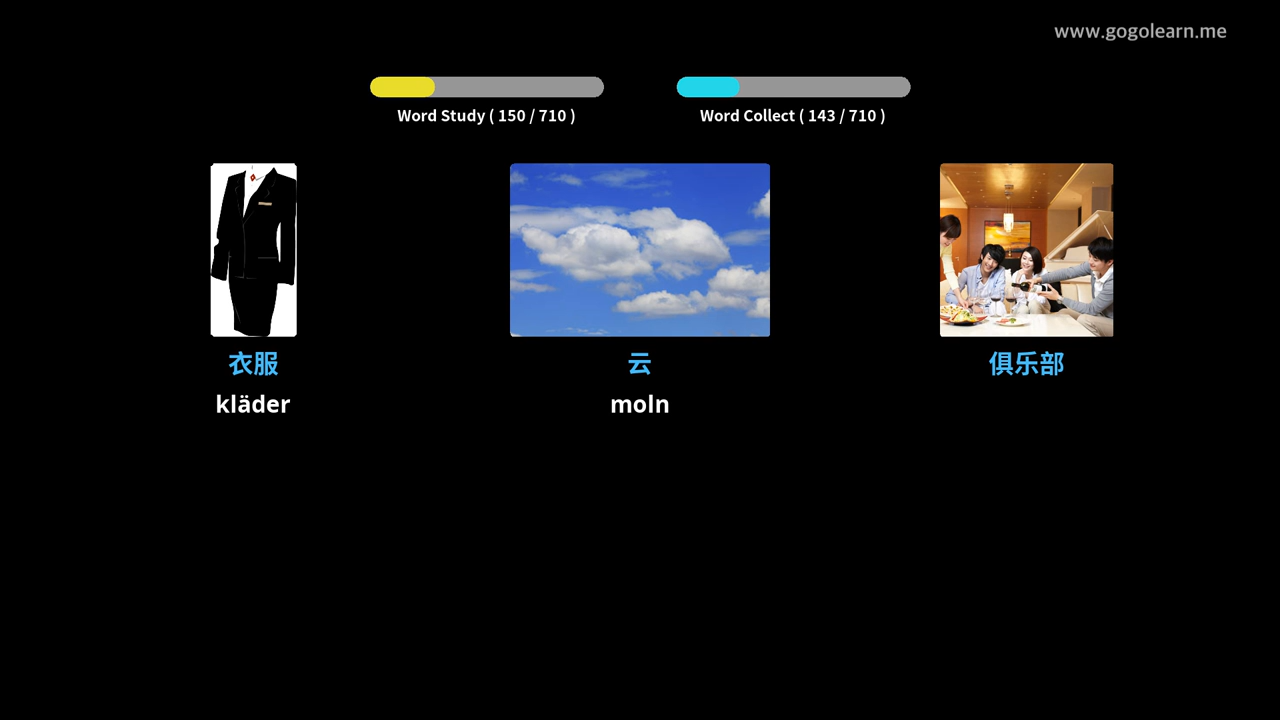 www.gogolearn.me
Word Study ( 150 / 710 )
Word Collect ( 143 / 710 )
衣服
云
俱乐部
kläder
moln